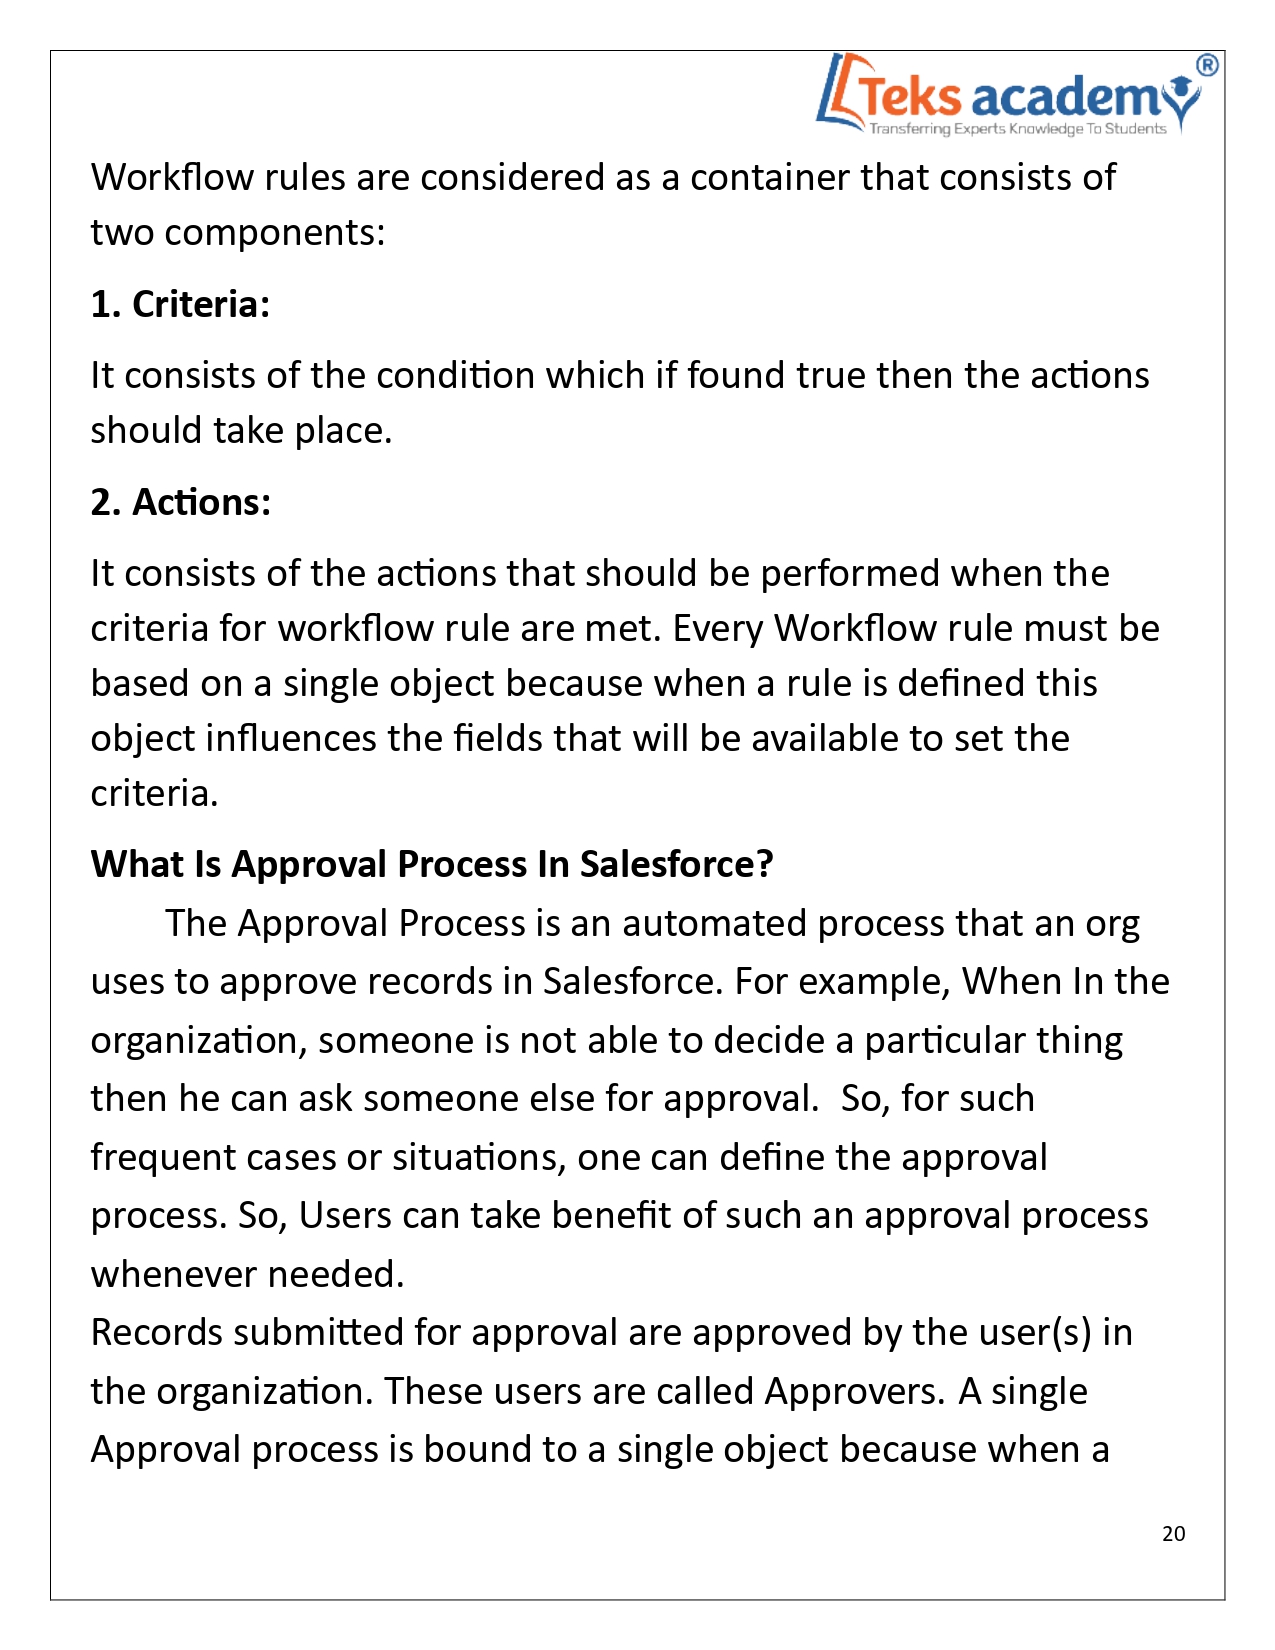 Teks academy®
Transferring Experts Knowledge To Students
Workflow rules are considered as a container that consists of
two components:
1. Criteria:
It consists of the condition which if found true then the actions
should take place.
2. Actions:
It consists of the actions that should be performed when the
criteria for workflow rule are met. Every Workflow rule must be
based on a single object because when a rule is defined this
object influences the fields that will be available to set the
criteria.
What Is Approval Process In Salesforce?
The Approval Process is an automated process that an org
uses to approve records in Salesforce. For example, When In the
organization, someone is not able to decide a particular thing
then he can ask someone else for approval.  So, for such
frequent cases or situations, one can define the approval
process. So, Users can take benefit of such an approval process
whenever needed.
Records submitted for approval are approved by the user(s) in
the organization. These users are called Approvers. A single
Approval process is bound to a single object because when a
20